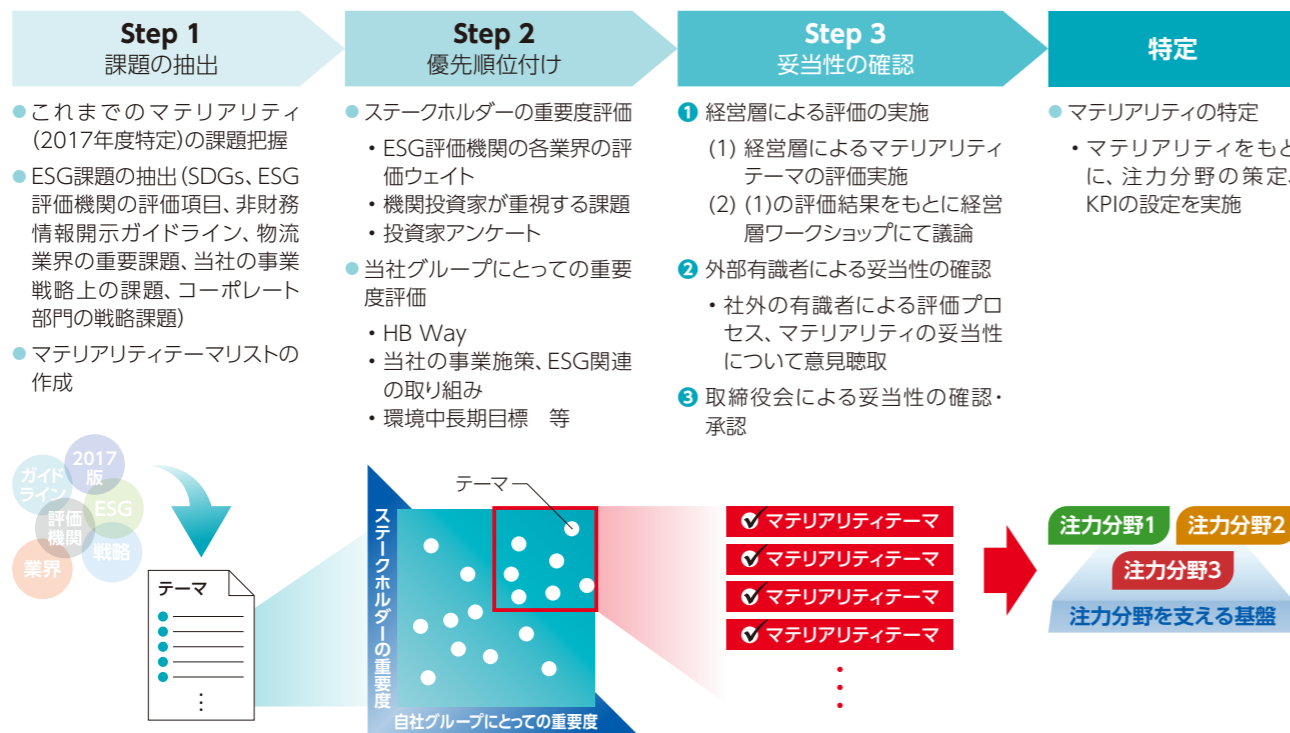 Step 1
課題の抽出
● これまでのマテリアリティ
(2017年度特定)の課題把握
● ESG課題の抽出(SDGs、ESG
評価機関の評価項目、非財務
情報開示ガイドライン、物流
業界の重要課題、当社の事業
戦略上の課題、コーポレート
部門の戦略課題)
● マテリアリティテーマリストの
作成
Step 2
優先順位付け
● ステークホルダーの重要度評価
・ESG評価機関の各業界の評
価ウェイト
・機関投資家が重視する課題
・投資家アンケート
● 当社グループにとっての重要
度評価
・HB Way
・当社の事業施策、ESG関連
の取り組み
・環境中長期目標 等
Step 3
妥当性の確認
❶ 経営層による評価の実施
(1) 経営層によるマテリアリティ
テーマの評価実施
(2) (1)の評価結果をもとに経営
層ワークショップにて議論
❷ 外部有識者による妥当性の確認
・社外の有識者による評価プロ
セス、マテリアリティの妥当性
について意見聴取
❸ 取締役会による妥当性の確認・
承認
特定
● マテリアリティの特定
・マテリアリティをもと
に、注力分野の策定、
KPIの設定を実施
2017
版
ガイド
ライン
ESG
評価
機関
戦略
業界
テーマ
⋮
テーマ
ステークホルダーの重要度
自社グループにとっての重要度
マテリアリティテーマ
マテリアリティテーマ
マテリアリティテーマ
マテリアリティテーマ
⋮
注力分野1
注力分野2
注力分野3
注力分野を支える基盤